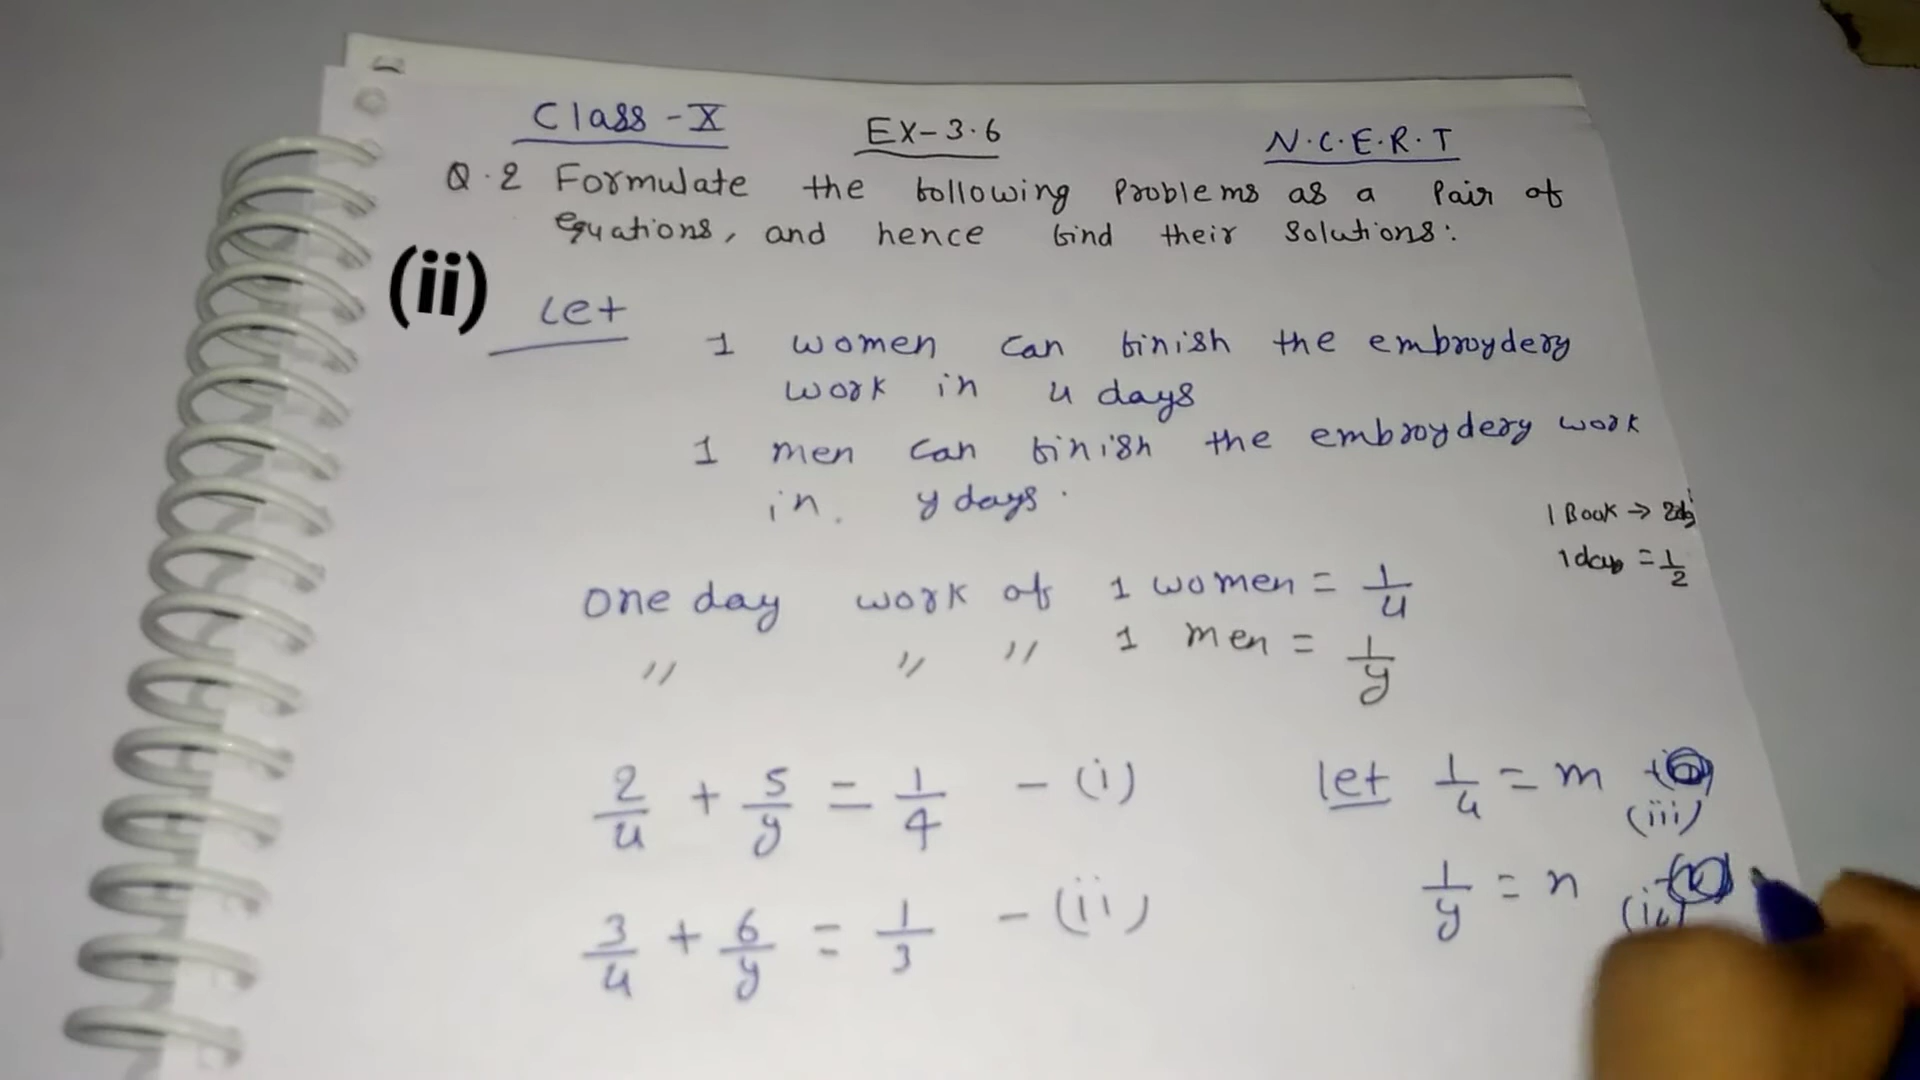 Class - X EX-3.6 N.C.E.R.T
Q.2 Formulate the following Problems as a Pair of
equations, and hence find their Solutions:
(ii) Let
1 women can finish the embroydery
work in u days
1 men can finish the embroydery work
in. y days.
1 Book → 2
1 day = 1/2
one day work of 1 women = 1/u
" " " 1 men = 1/y
2/u + 5/y = 1/4 - (i)
let 1/u = m (iii)
3/u + 6/y = 1/3 - (ii)
1/y = n